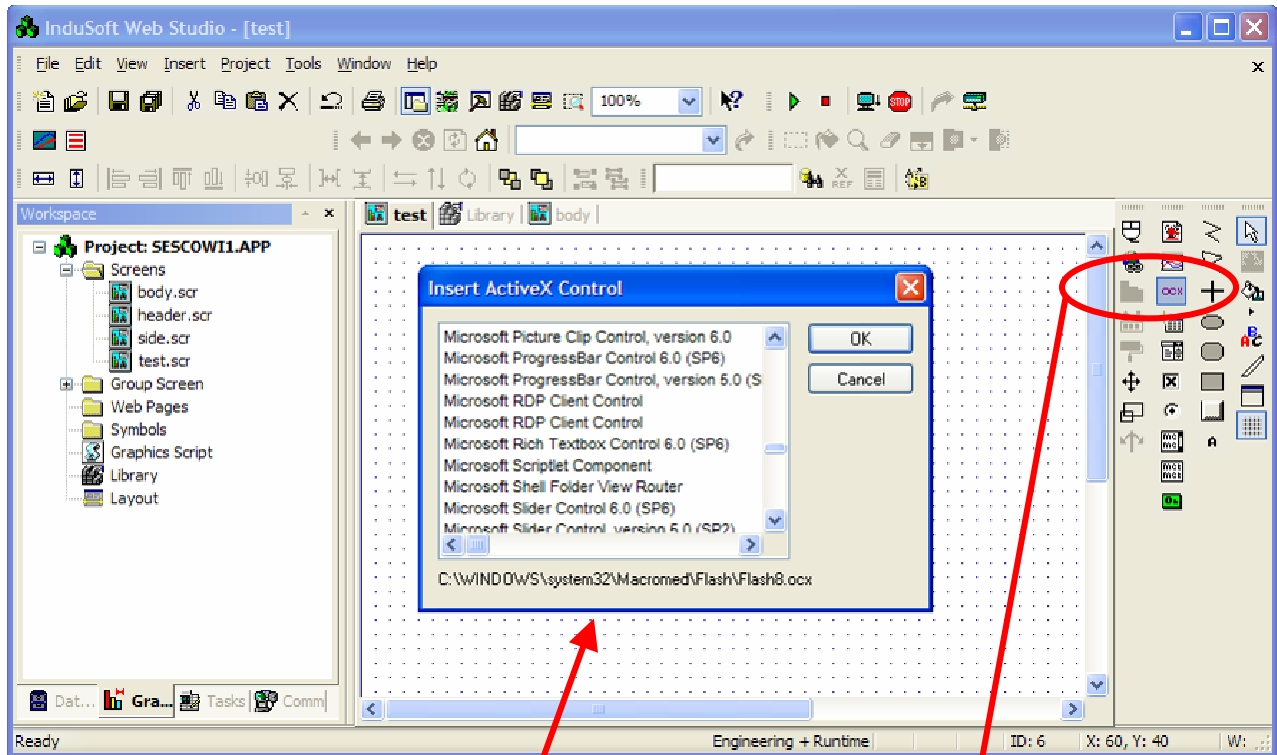 InduSoft Web Studio - [test]
File Edit View Insert Project Tools Window Help
100%
STOP
REF
Workspace
test Library body
Project: SESCOWI1.APP
Screens
body.scr
header.scr
side.scr
test.scr
Group Screen
Web Pages
Symbols
Graphics Script
Library
Layout
Insert ActiveX Control
Microsoft Picture Clip Control, version 6.0
Microsoft ProgressBar Control 6.0 (SP6)
Microsoft ProgressBar Control, version 5.0 (S
Microsoft RDP Client Control
Microsoft RDP Client Control
Microsoft Rich Textbox Control 6.0 (SP6)
Microsoft Scriptlet Component
Microsoft Shell Folder View Router
Microsoft Slider Control 6.0 (SP6)
Microsoft Slider Control, version 5.0 (SP2)
OK
Cancel
C:\WINDOWS\system32\Macromed\Flash\Flash8.ocx
OCX
A
Dat... Gra... Tasks Comm
Ready Engineering + Runtime ID: 6 X: 60, Y: 40 W: